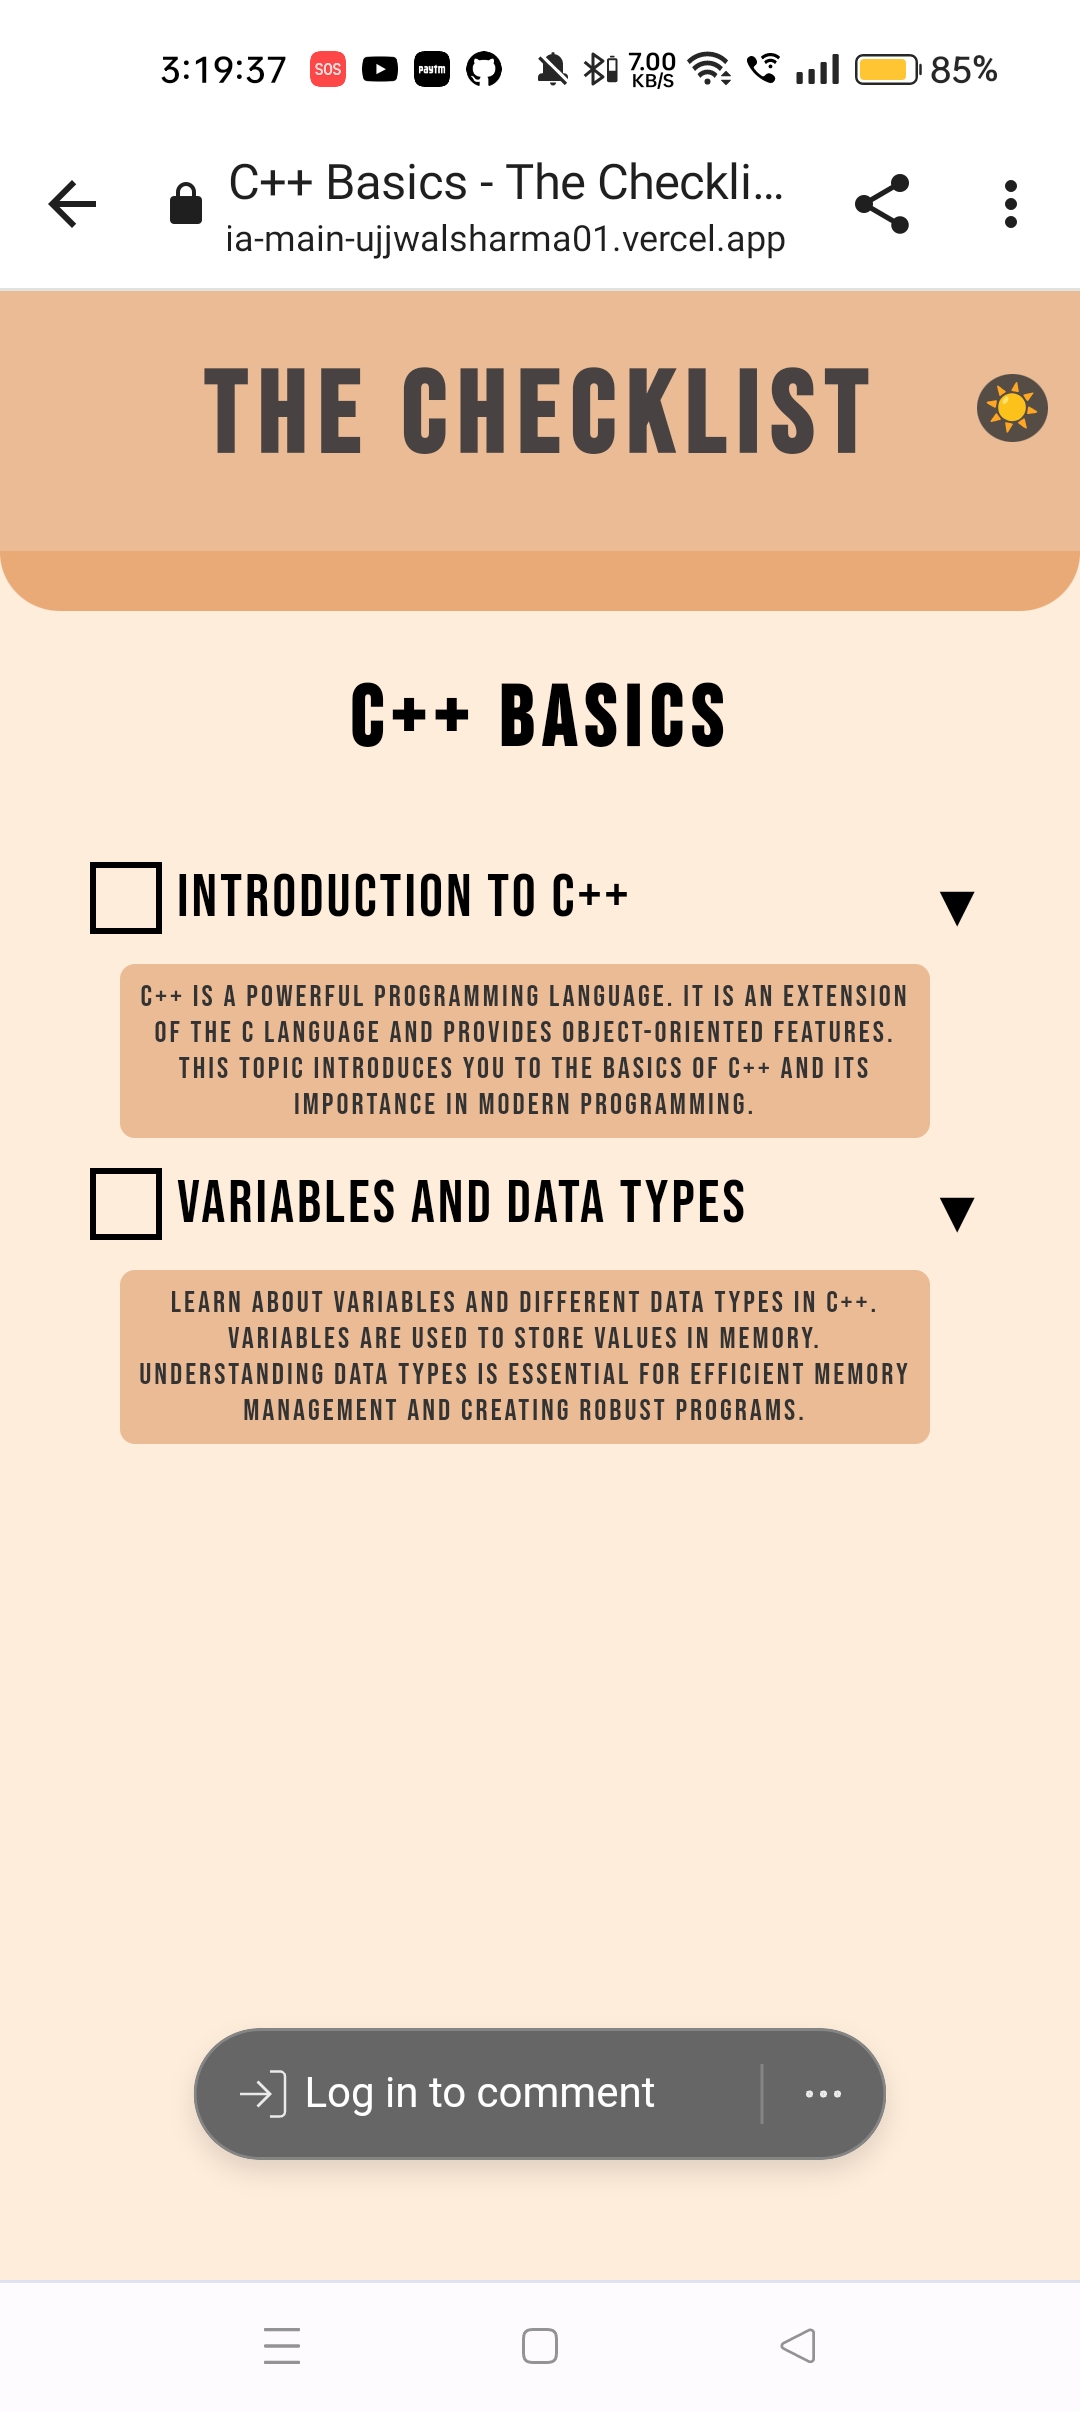 3:19:37 SOS paytm 7.00 KB/S 85%
C++ Basics - The Checkli...
ia-main-ujjwalsharma01.vercel.app
THE CHECKLIST
C++ BASICS
INTRODUCTION TO C++
C++ IS A POWERFUL PROGRAMMING LANGUAGE. IT IS AN EXTENSION
OF THE C LANGUAGE AND PROVIDES OBJECT-ORIENTED FEATURES.
THIS TOPIC INTRODUCES YOU TO THE BASICS OF C++ AND ITS
IMPORTANCE IN MODERN PROGRAMMING.
VARIABLES AND DATA TYPES
LEARN ABOUT VARIABLES AND DIFFERENT DATA TYPES IN C++.
VARIABLES ARE USED TO STORE VALUES IN MEMORY.
UNDERSTANDING DATA TYPES IS ESSENTIAL FOR EFFICIENT MEMORY
MANAGEMENT AND CREATING ROBUST PROGRAMS.
Log in to comment